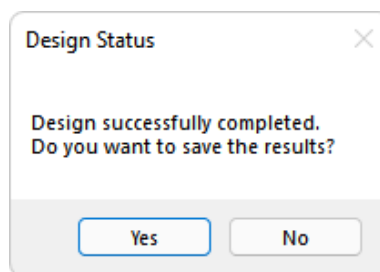 Design Status
Design successfully completed.
Do you want to save the results?
Yes
No